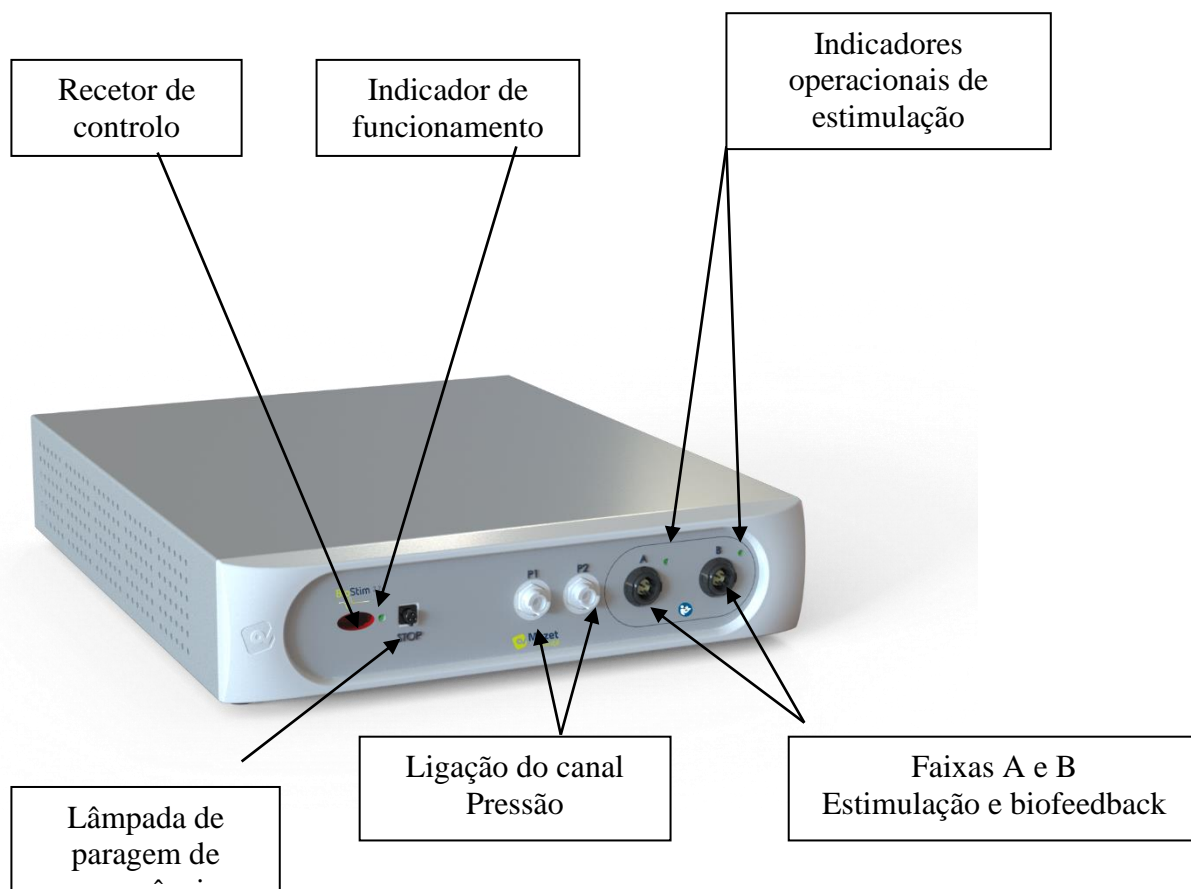 Recetor de
controlo
Indicador de
funcionamento
Indicadores
operacionais de
estimulação
Stim
STOP
P1
P2
A
B
Mazet
Ligação do canal
Pressão
Faixas A e B
Estimulação e biofeedback
Lâmpada de
paragem de